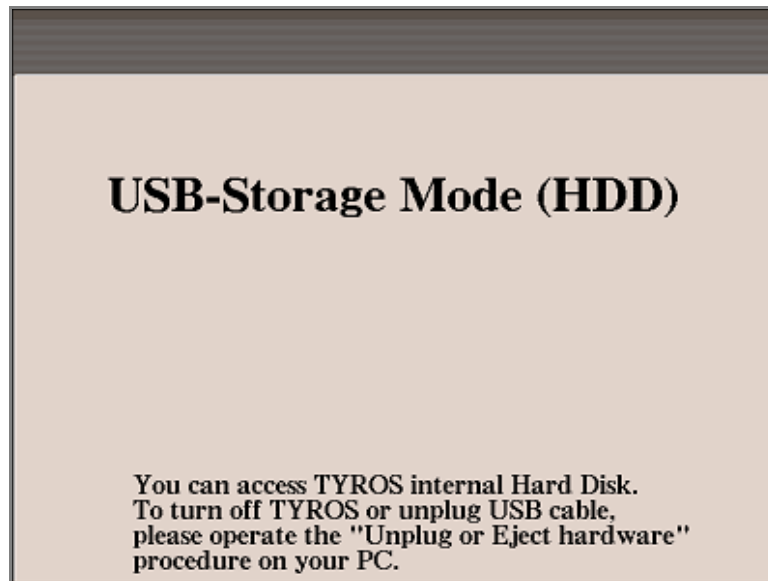 USB-Storage Mode (HDD)
You can access TYROS internal Hard Disk.
To turn off TYROS or unplug USB cable,
please operate the "Unplug or Eject hardware"
procedure on your PC.